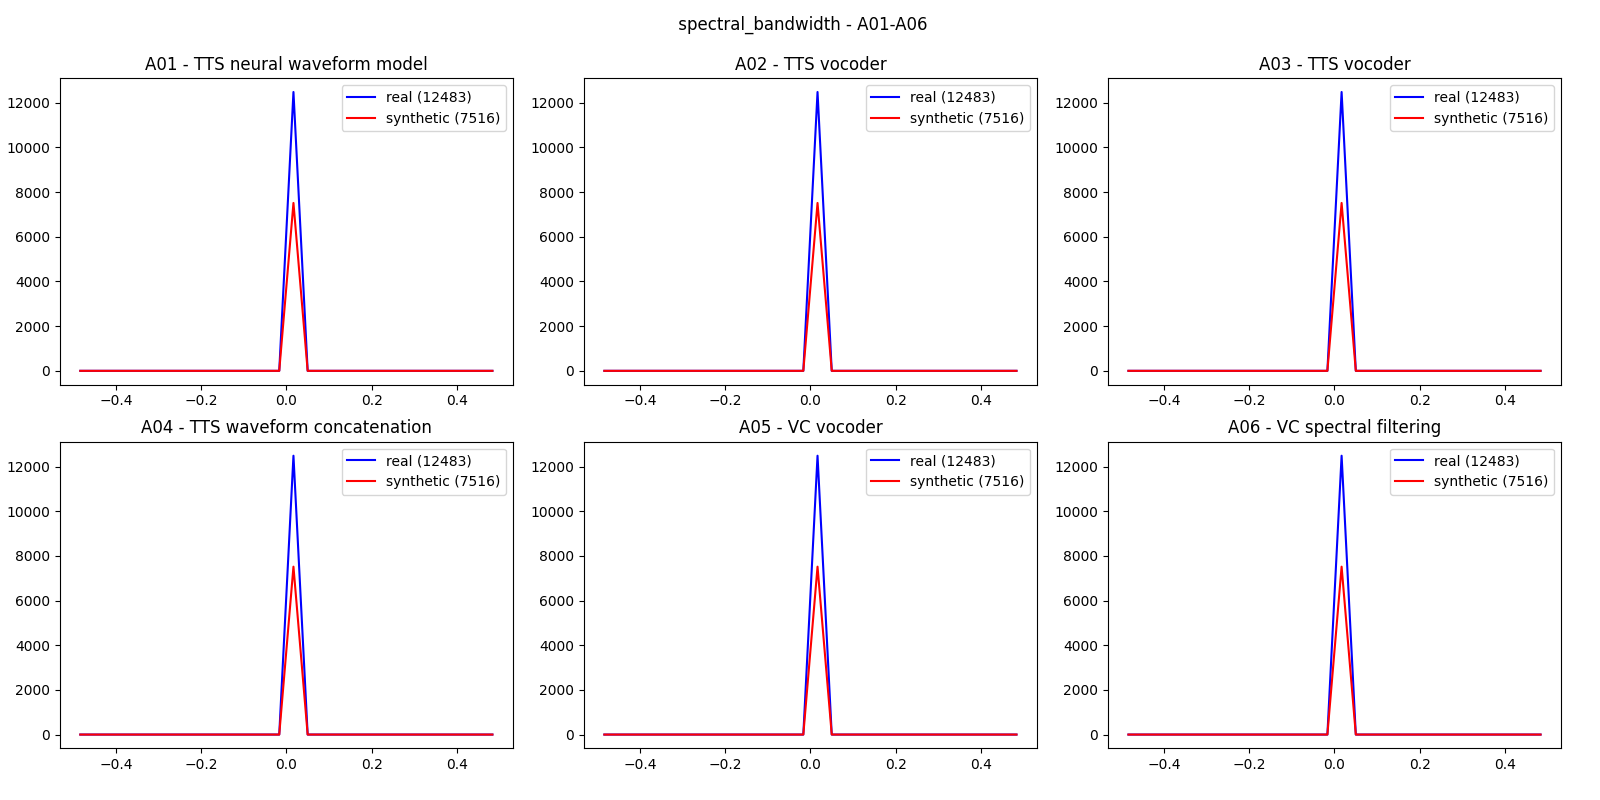 spectral_bandwidth - A01-A06
A01 - TTS neural waveform model
12000
10000
8000
6000
4000
2000
0
−0.4 −0.2 0.0 0.2 0.4
real (12483)
synthetic (7516)
A02 - TTS vocoder
12000
10000
8000
6000
4000
2000
0
−0.4 −0.2 0.0 0.2 0.4
real (12483)
synthetic (7516)
A03 - TTS vocoder
12000
10000
8000
6000
4000
2000
0
−0.4 −0.2 0.0 0.2 0.4
real (12483)
synthetic (7516)
A04 - TTS waveform concatenation
12000
10000
8000
6000
4000
2000
0
−0.4 −0.2 0.0 0.2 0.4
real (12483)
synthetic (7516)
A05 - VC vocoder
12000
10000
8000
6000
4000
2000
0
−0.4 −0.2 0.0 0.2 0.4
real (12483)
synthetic (7516)
A06 - VC spectral filtering
12000
10000
8000
6000
4000
2000
0
−0.4 −0.2 0.0 0.2 0.4
real (12483)
synthetic (7516)